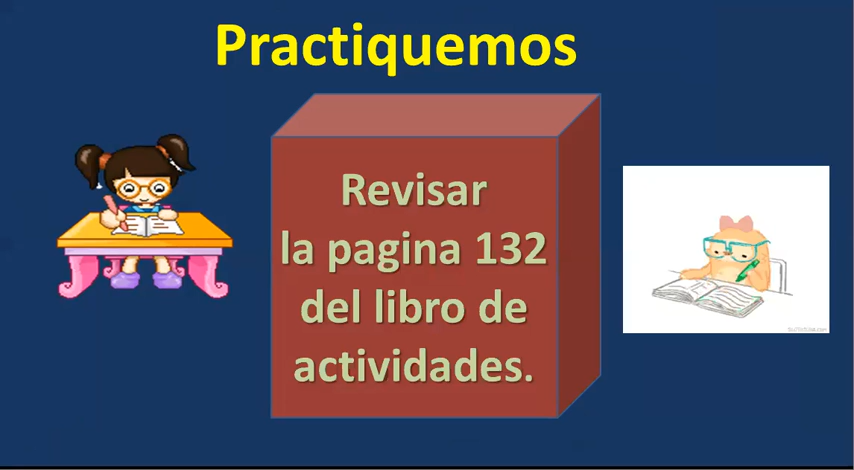 Practiquemos
Revisar
la pagina 132
del libro de
actividades.